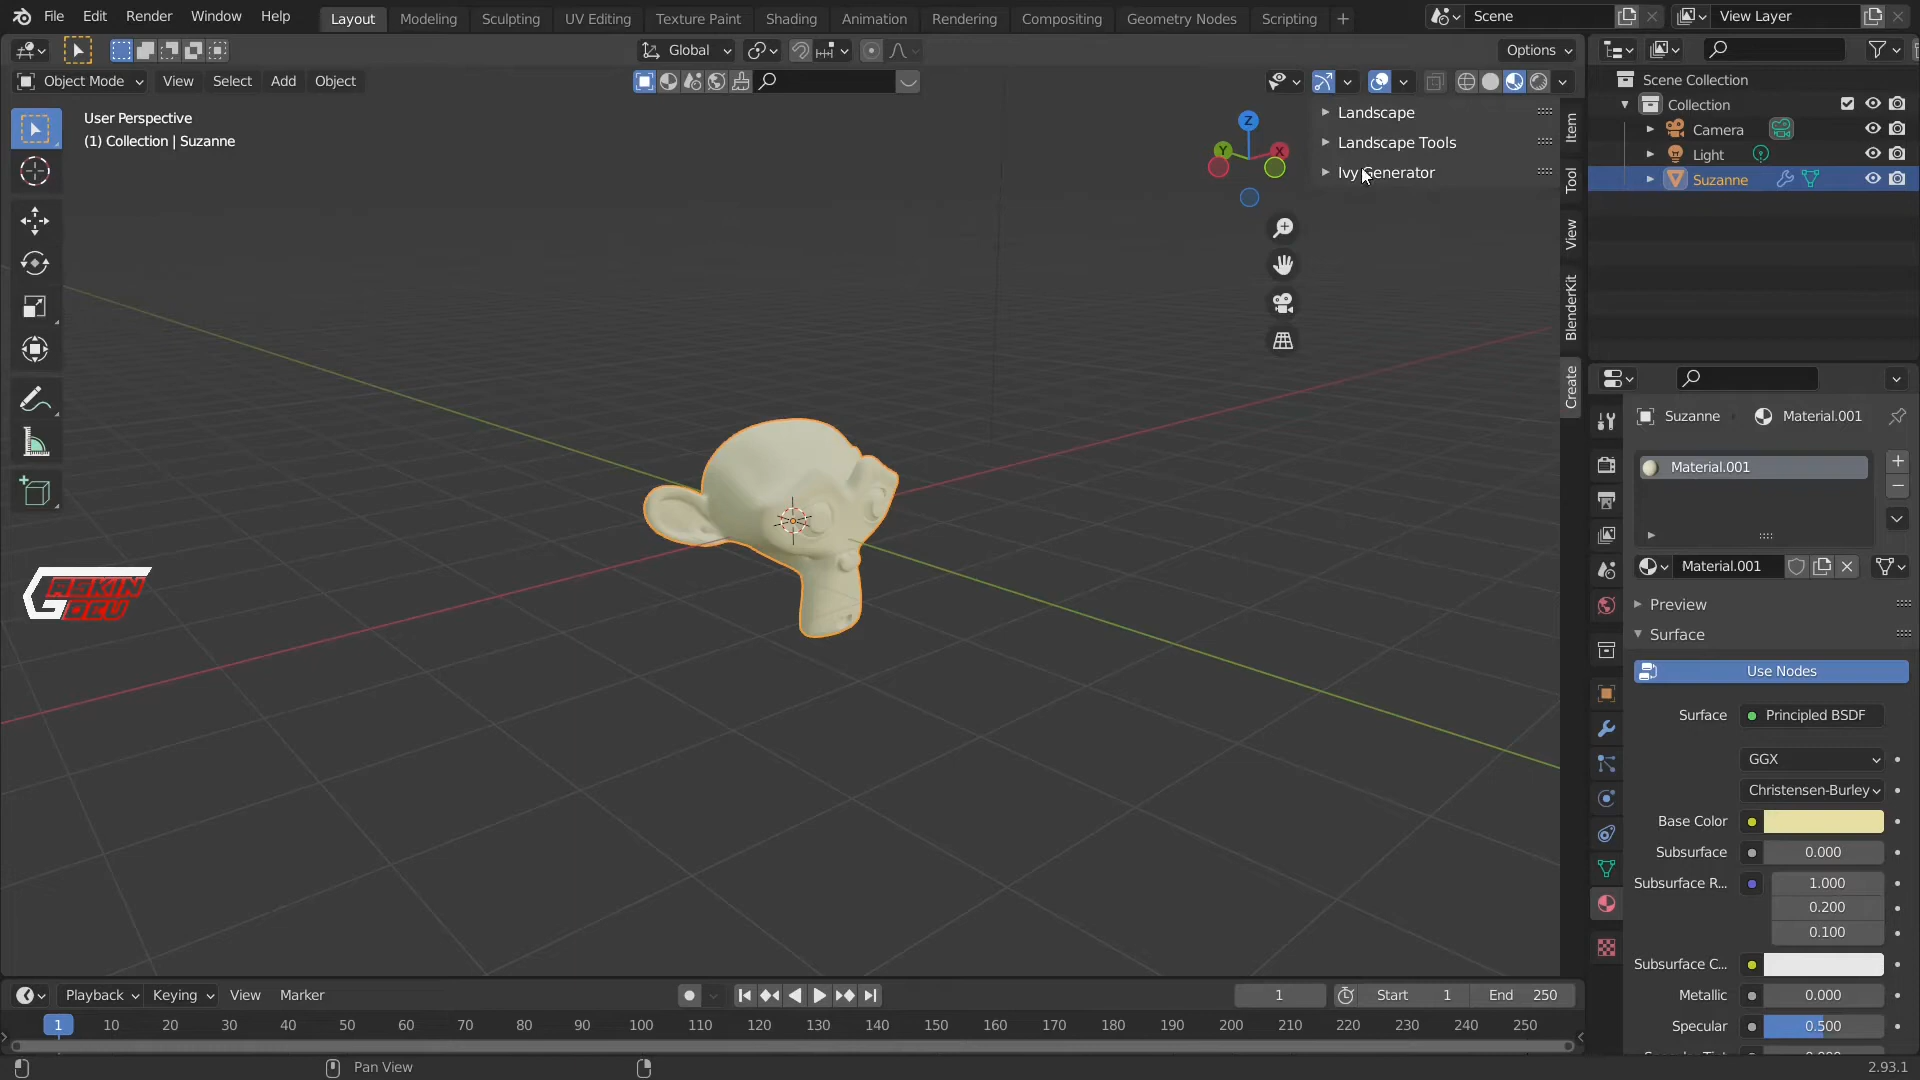 File Edit Render Window Help Layout Modeling Sculpting UV Editing Texture Paint Shading Animation Rendering Compositing Geometry Nodes Scripting + Scene View Layer
Global Options
Object Mode View Select Add Object
User Perspective
(1) Collection | Suzanne
Z
Y X
Landscape
Landscape Tools
Ivy Generator
Item
Tool
View
BlenderKit
Create
Scene Collection
Collection
Camera
Light
Suzanne
Suzanne Material.001
Material.001
Material.001
Preview
Surface
Use Nodes
Surface Principled BSDF
GGX
Christensen-Burley
Base Color
Subsurface 0.000
Subsurface R... 1.000
0.200
0.100
Subsurface C...
Metallic 0.000
Specular 0.500
Playback Keying View Marker 1 Start 1 End 250
1 10 20 30 40 50 60 70 80 90 100 110 120 130 140 150 160 170 180 190 200 210 220 230 240 250
Pan View 2.93.1